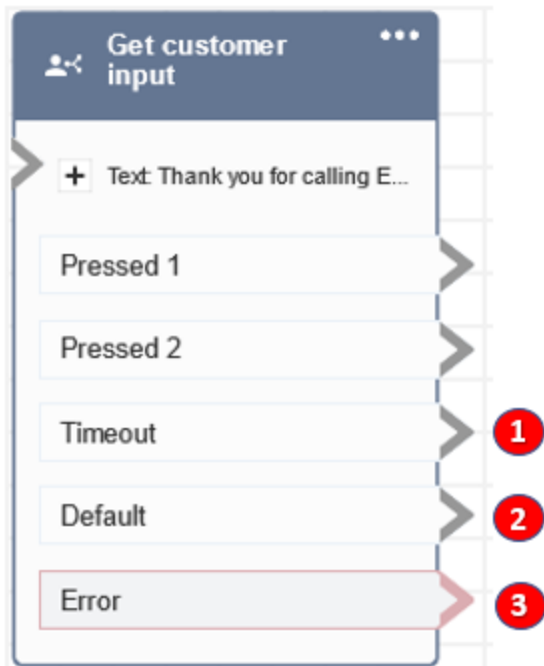 Get customer
input
Text: Thank you for calling E...
Pressed 1
Pressed 2
Timeout
1
Default
2
Error
3